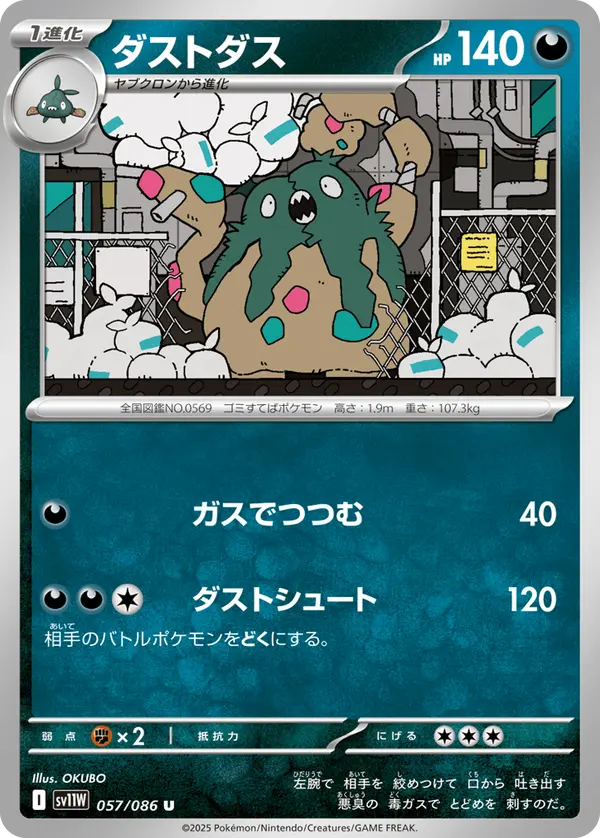 1進化 ダストダス HP 140
ヤブクロンから進化
全国図鑑NO.0569 ゴミすてばポケモン 高さ:1.9m 重さ:107.3kg
ガスでつつむ 40
ダストシュート 120
相手のバトルポケモンをどくにする。
弱点 ×2 抵抗力 にげる
Illus. OKUBO
左腕で 相手を 絞めつけて 口から 吐き出す
悪臭の 毒ガスで とどめを 刺すのだ。
I sv11W 057/086 U
©2025 Pokémon/Nintendo/Creatures/GAME FREAK.